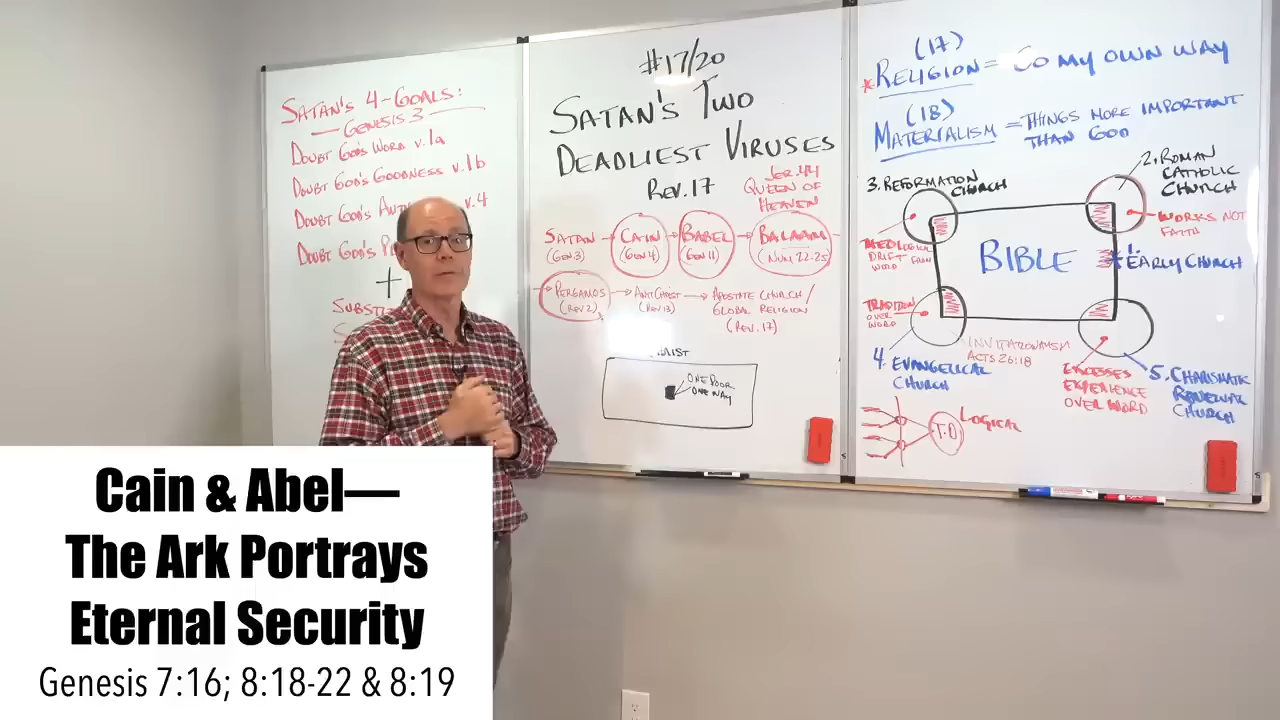 SATAN'S 4-GOALS:
GENESIS 3
DOUBT GOD'S WORD v.1a
DOUBT GOD'S GOODNESS v.1b
DOUBT GOD'S v.4
DOUBT GOD'S
+
#17/20
SATAN'S TWO
DEADLIEST VIRUSES
REV. 17
JER. 44
QUEEN OF
HEAVEN
SATAN → CAIN → BABEL → BALAAM
(GEN 3) (GEN 4) (GEN 11) (NUM 22-25)
→ PERGAMOS → ANTICHRIST → APOSTATE CHURCH/
(REV 2) (REV 13) GLOBAL RELIGION
(REV. 17)
ONE DOOR
ONE WAY
(17)
*RELIGION = GO MY OWN WAY
(18)
MATERIALISM = THINGS MORE IMPORTANT
THAN GOD
3. REFORMATION
CHURCH
2. ROMAN
CATHOLIC
CHURCH
WORKS NOT
FAITH
DRIFT FROM
WORD
BIBLE
1.
EARLY CHURCH
TRADITION
OVER
WORD
INVITATIONISM
ACTS 26:18
4. EVANGELICAL
CHURCH
EXCESSES
EXPERIENCE
OVER WORD
5. CHARISMATIC
RENEWAL
CHURCH
T.D
LOGICAL
Cain & Abel—
The Ark Portrays
Eternal Security
Genesis 7:16; 8:18-22 & 8:19